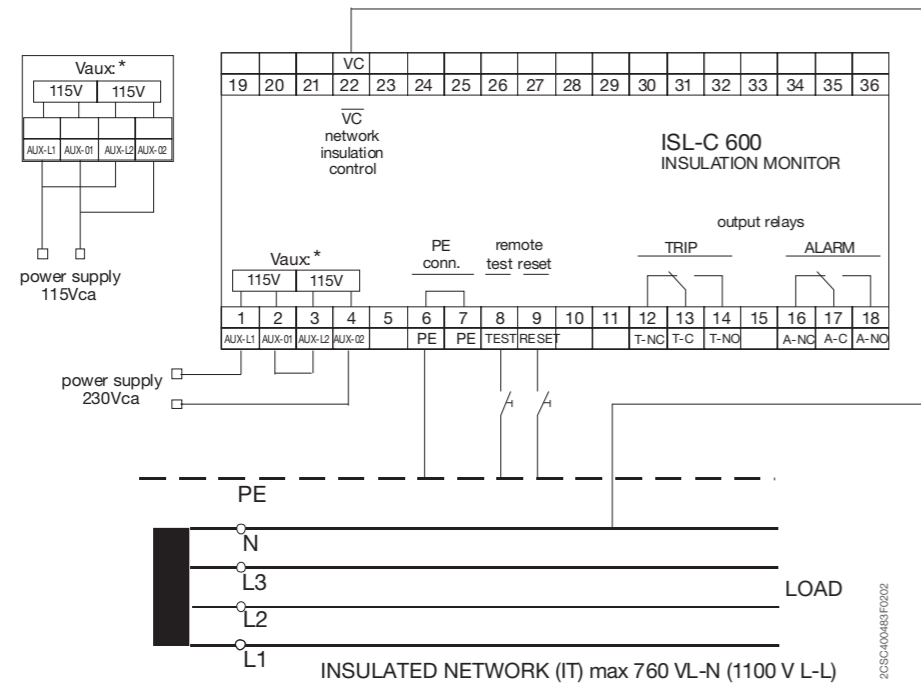 Vaux: *
115V 115V
AUX-L1 AUX-01 AUX-L2 AUX-02
power supply
115Vca
VC
19 20 21 22 23 24 25 26 27 28 29 30 31 32 33 34 35 36
VC
network
insulation
control
ISL-C 600
INSULATION MONITOR
output relays
Vaux: *
115V 115V
PE
conn.
remote
test reset
TRIP
ALARM
1 2 3 4 5 6 7 8 9 10 11 12 13 14 15 16 17 18
AUX-L1 AUX-01 AUX-L2 AUX-02 PE PE TEST RESET T-NC T-C T-NO A-NC A-C A-NO
power supply
230Vca
PE
N
L3
L2
L1
LOAD
INSULATED NETWORK (IT) max 760 VL-N (1100 V L-L)
2CSC400483F0202